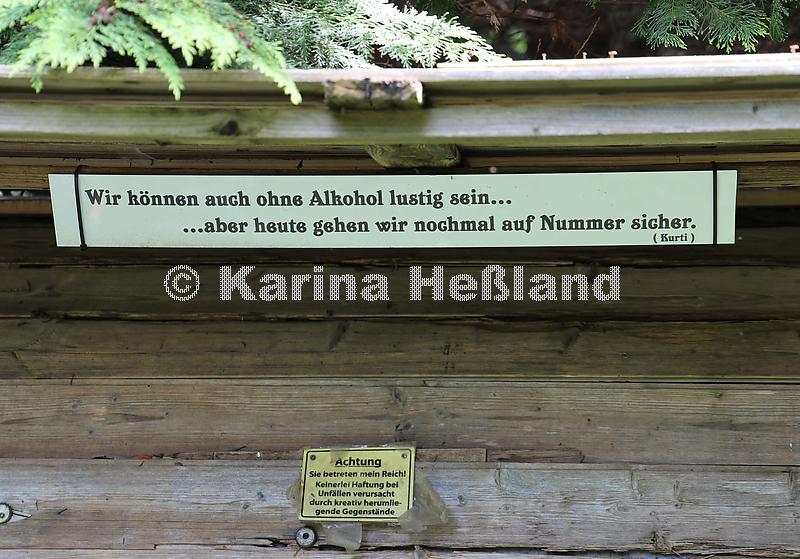 Wir können auch ohne Alkohol lustig sein...
...aber heute gehen wir nochmal auf Nummer sicher.
( Kurti )
© Karina Heßland
Achtung
Sie betreten mein Reich!
Keinerlei Haftung bei
Unfällen verursacht
durch kreativ herumlie-
gende Gegenstände